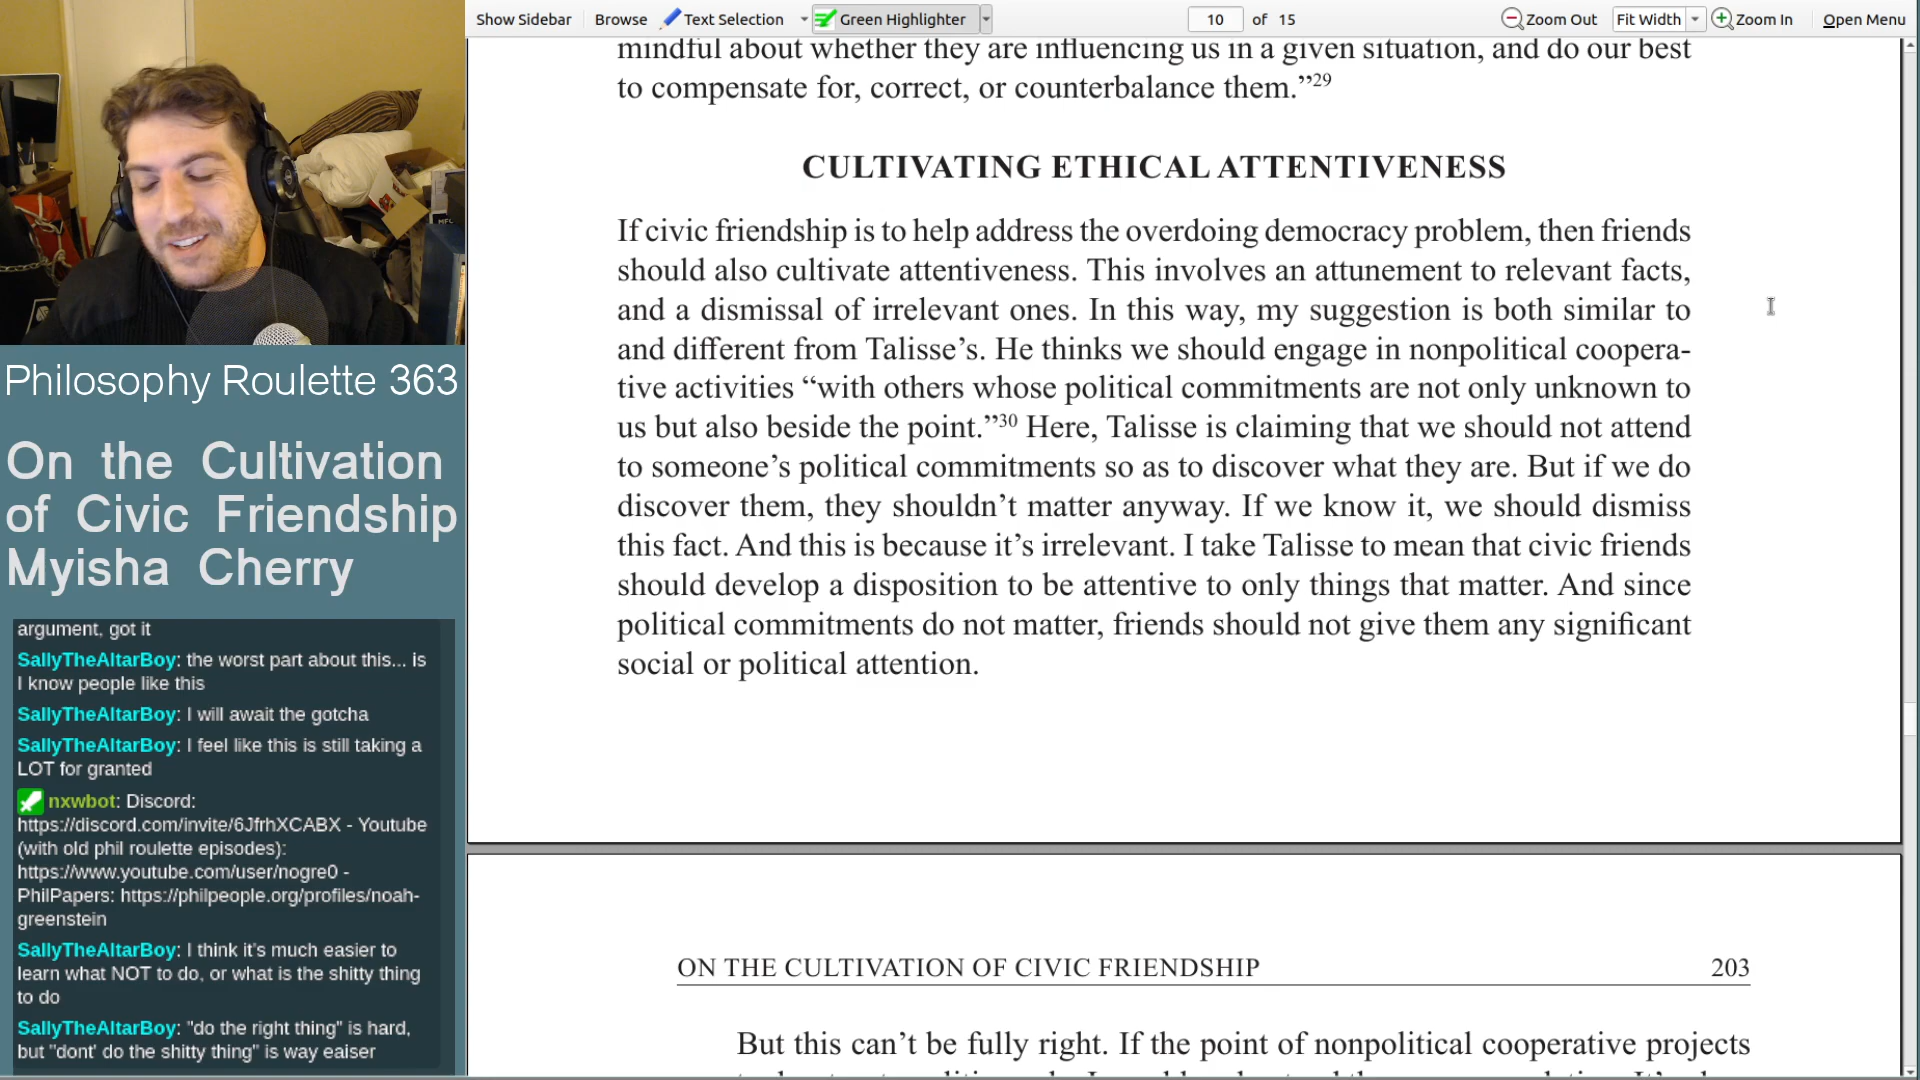 Show Sidebar
Browse
Text Selection
Green Highlighter
10 of 15
Zoom Out
Fit Width
Zoom In
Open Menu
mindful about whether they are influencing us in a given situation, and do our best
to compensate for, correct, or counterbalance them.”29
CULTIVATING ETHICAL ATTENTIVENESS
If civic friendship is to help address the overdoing democracy problem, then friends
should also cultivate attentiveness. This involves an attunement to relevant facts,
and a dismissal of irrelevant ones. In this way, my suggestion is both similar to
and different from Talisse’s. He thinks we should engage in nonpolitical coopera-
tive activities “with others whose political commitments are not only unknown to
us but also beside the point.”30 Here, Talisse is claiming that we should not attend
to someone’s political commitments so as to discover what they are. But if we do
discover them, they shouldn’t matter anyway. If we know it, we should dismiss
this fact. And this is because it’s irrelevant. I take Talisse to mean that civic friends
should develop a disposition to be attentive to only things that matter. And since
political commitments do not matter, friends should not give them any significant
social or political attention.
ON THE CULTIVATION OF CIVIC FRIENDSHIP 203
But this can’t be fully right. If the point of nonpolitical cooperative projects
Philosophy Roulette 363
On the Cultivation
of Civic Friendship
Myisha Cherry
argument, got it
SallyTheAltarBoy: the worst part about this... is
I know people like this
SallyTheAltarBoy: I will await the gotcha
SallyTheAltarBoy: I feel like this is still taking a
LOT for granted
nxwbot: Discord:
https://discord.com/invite/6JfrhXCABX - Youtube
(with old phil roulette episodes):
https://www.youtube.com/user/nogre0 -
PhilPapers: https://philpeople.org/profiles/noah-
greenstein
SallyTheAltarBoy: I think it's much easier to
learn what NOT to do, or what is the shitty thing
to do
SallyTheAltarBoy: "do the right thing" is hard,
but "dont' do the shitty thing" is way eaiser